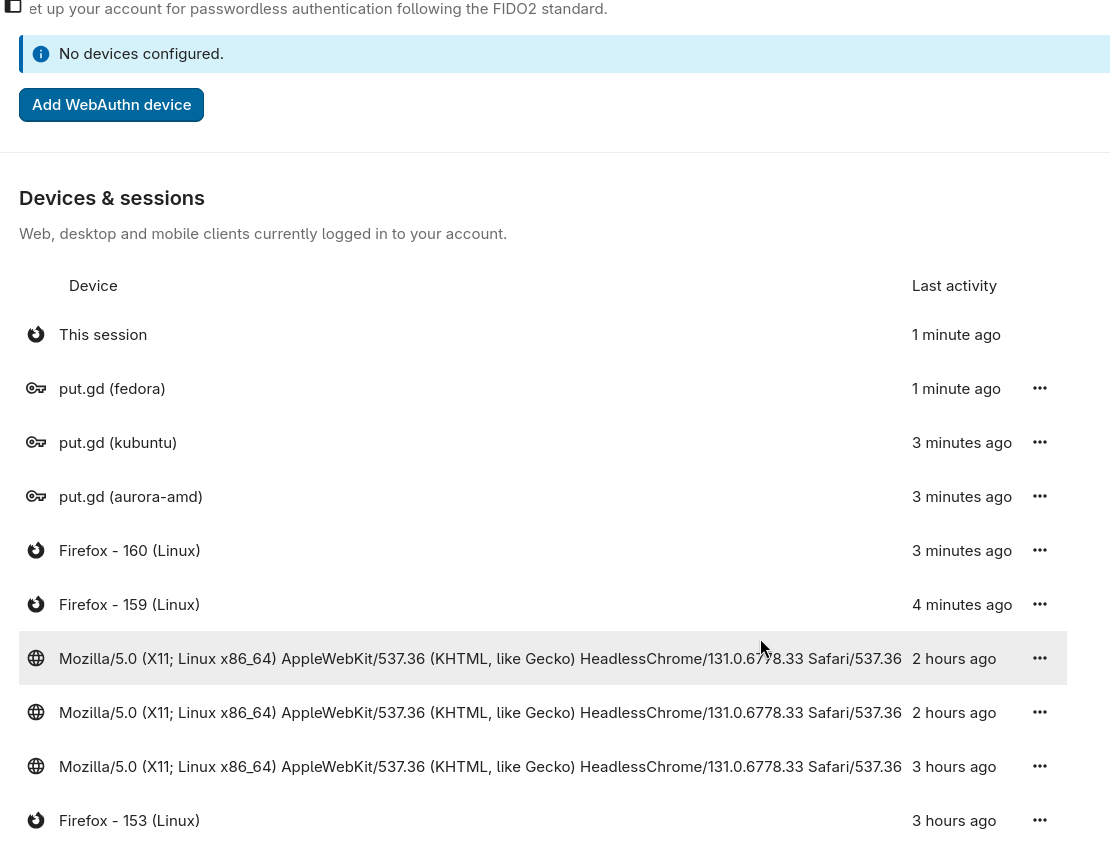 et up your account for passwordless authentication following the FIDO2 standard.
No devices configured.
Add WebAuthn device
Devices & sessions
Web, desktop and mobile clients currently logged in to your account.
Device Last activity
This session 1 minute ago
put.gd (fedora) 1 minute ago
put.gd (kubuntu) 3 minutes ago
put.gd (aurora-amd) 3 minutes ago
Firefox - 160 (Linux) 3 minutes ago
Firefox - 159 (Linux) 4 minutes ago
Mozilla/5.0 (X11; Linux x86_64) AppleWebKit/537.36 (KHTML, like Gecko) HeadlessChrome/131.0.6778.33 Safari/537.36 2 hours ago
Mozilla/5.0 (X11; Linux x86_64) AppleWebKit/537.36 (KHTML, like Gecko) HeadlessChrome/131.0.6778.33 Safari/537.36 2 hours ago
Mozilla/5.0 (X11; Linux x86_64) AppleWebKit/537.36 (KHTML, like Gecko) HeadlessChrome/131.0.6778.33 Safari/537.36 3 hours ago
Firefox - 153 (Linux) 3 hours ago